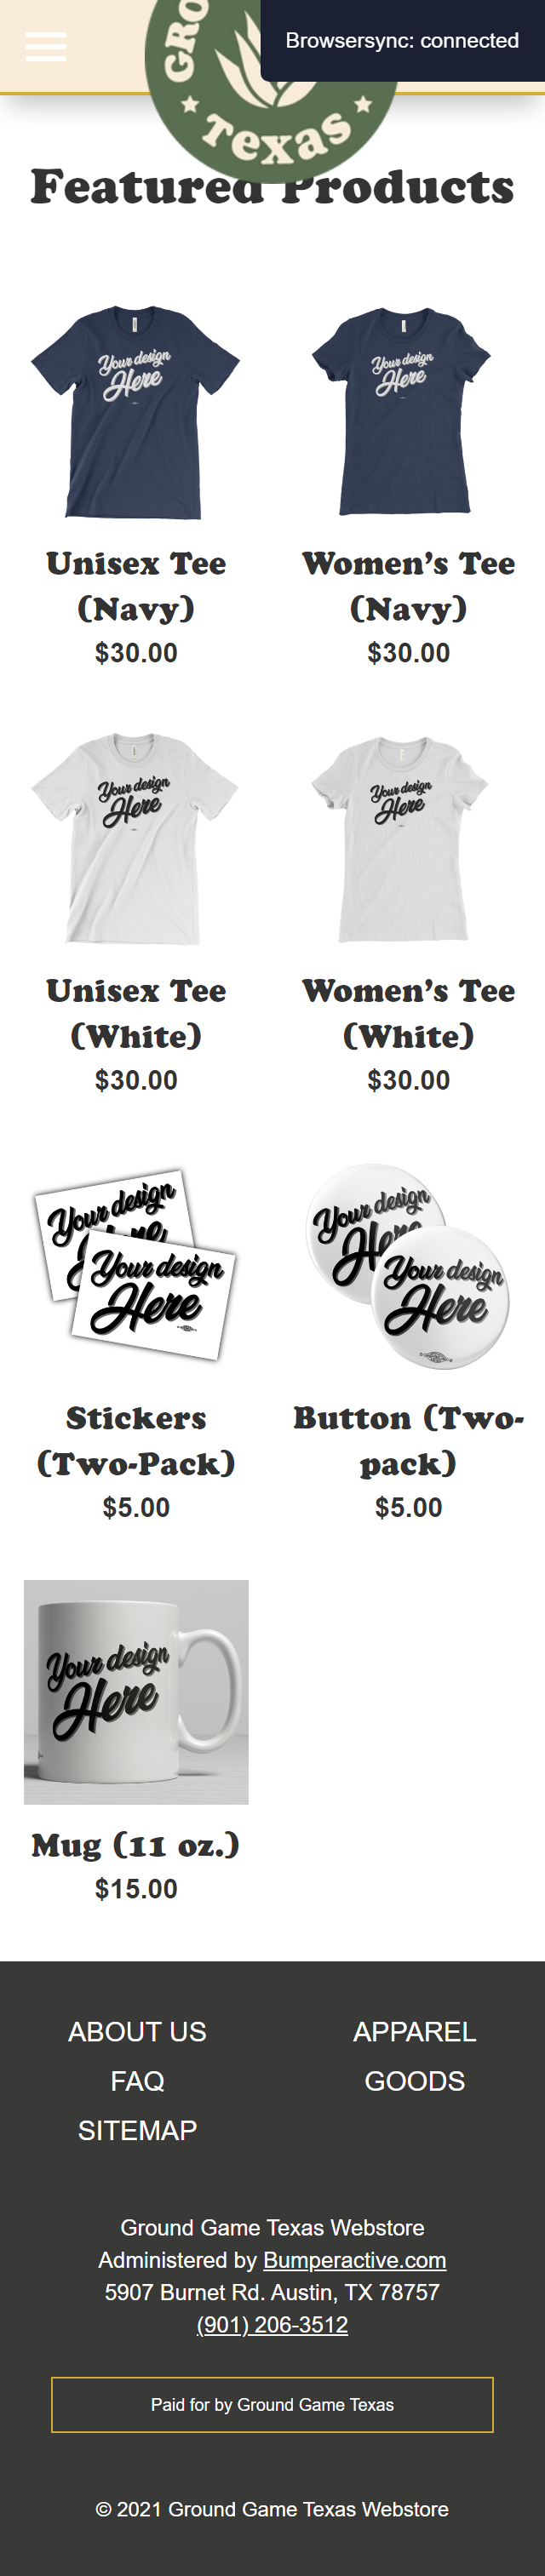 GRO
Texas
Browsersync: connected
Featured Products
Your design
Here
Your design
Here
Unisex Tee
(Navy)
$30.00
Women's Tee
(Navy)
$30.00
Your design
Here
Your design
Here
Unisex Tee
(White)
$30.00
Women's Tee
(White)
$30.00
Your design
Your design
Here
Your design
Here
Your design
Here
Stickers
(Two-Pack)
$5.00
Button (Two-
pack)
$5.00
Your design
Here
Mug (11 oz.)
$15.00
ABOUT US
FAQ
SITEMAP
APPAREL
GOODS
Ground Game Texas Webstore
Administered by Bumperactive.com
5907 Burnet Rd. Austin, TX 78757
(901) 206-3512
Paid for by Ground Game Texas
© 2021 Ground Game Texas Webstore